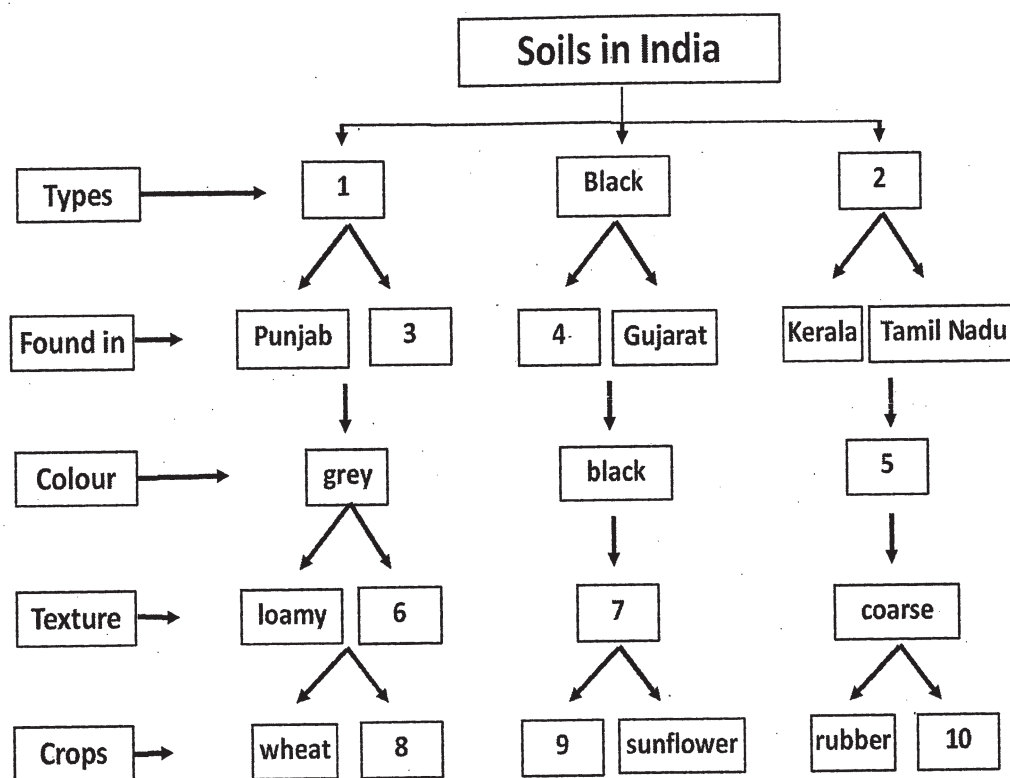 Soils in India
Types
1
Black
2
Found in
Punjab
3
4
Gujarat
Kerala
Tamil Nadu
Colour
grey
black
5
Texture
loamy
6
7
coarse
Crops
wheat
8
9
sunflower
rubber
10